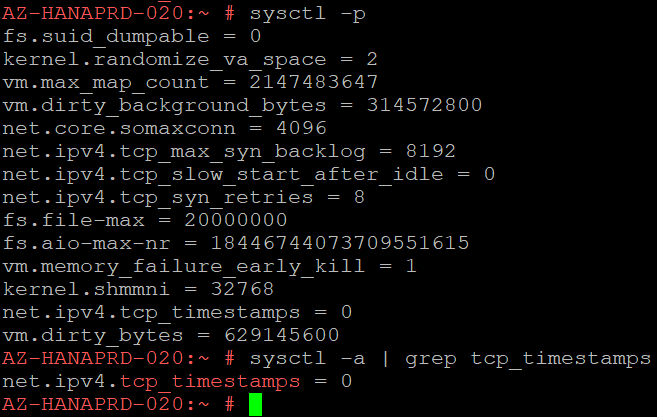 AZ-HANAPRD-020:~ # sysctl -p
fs.suid_dumpable = 0
kernel.randomize_va_space = 2
vm.max_map_count = 2147483647
vm.dirty_background_bytes = 314572800
net.core.somaxconn = 4096
net.ipv4.tcp_max_syn_backlog = 8192
net.ipv4.tcp_slow_start_after_idle = 0
net.ipv4.tcp_syn_retries = 8
fs.file-max = 20000000
fs.aio-max-nr = 18446744073709551615
vm.memory_failure_early_kill = 1
kernel.shmmni = 32768
net.ipv4.tcp_timestamps = 0
vm.dirty_bytes = 629145600
AZ-HANAPRD-020:~ # sysctl -a | grep tcp_timestamps
net.ipv4.tcp_timestamps = 0
AZ-HANAPRD-020:~ #